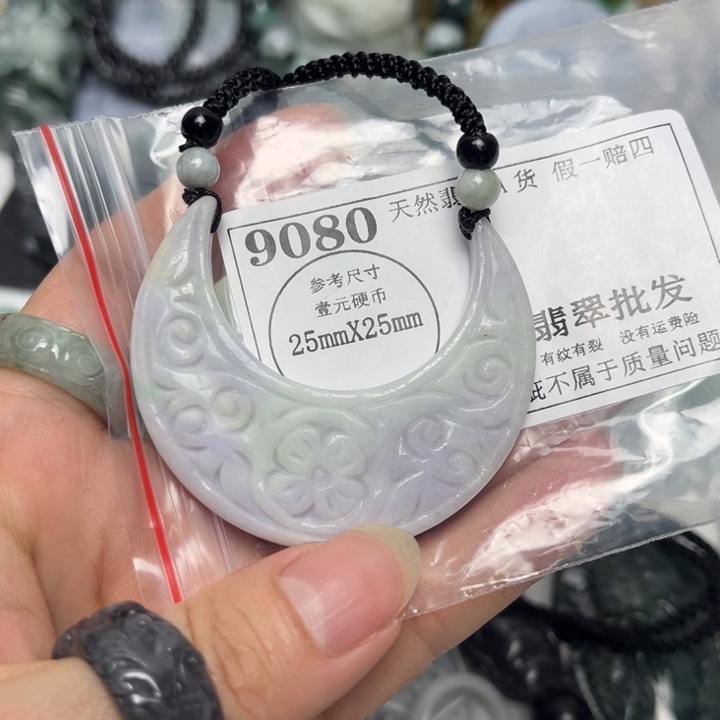 9080 天然翡 A货 假一赔四
参考尺寸
壹元硬币
25mmX25mm
翡翠批发
有纹有裂 没有运费险
不属于质量问题